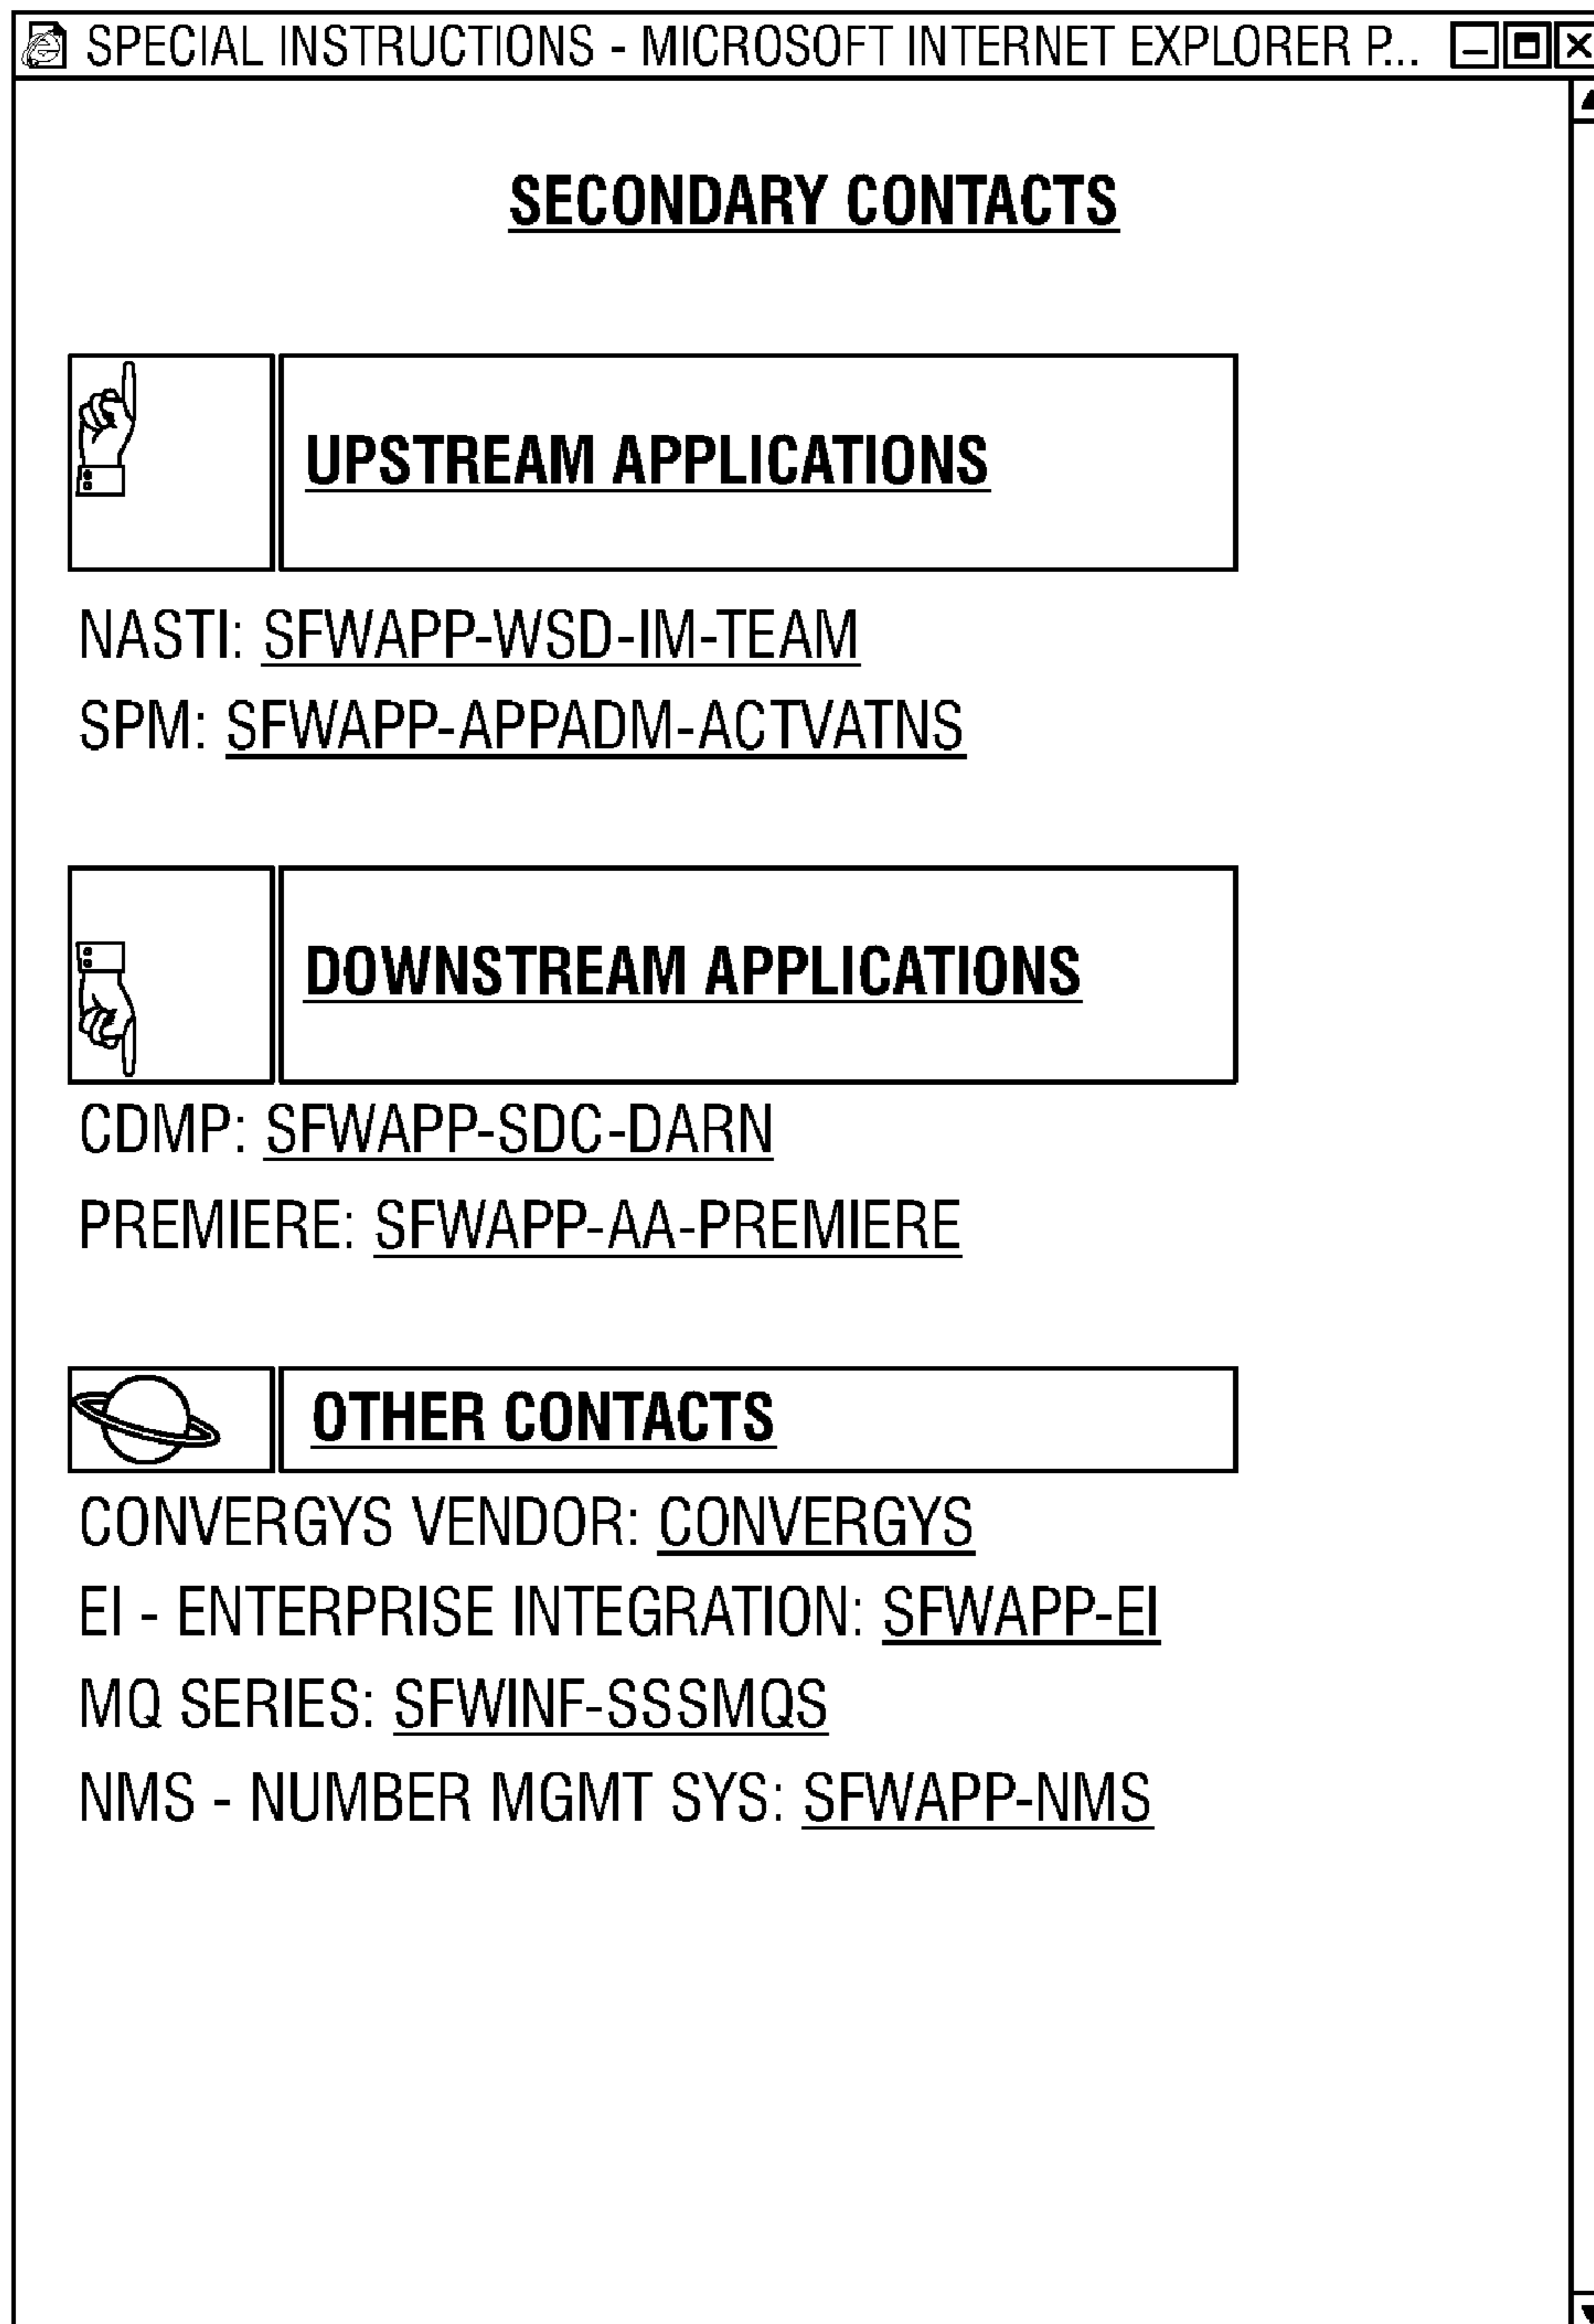 SPECIAL INSTRUCTIONS - MICROSOFT INTERNET EXPLORER P...
SECONDARY CONTACTS
UPSTREAM APPLICATIONS
NASTI: SFWAPP-WSD-IM-TEAM
SPM: SFWAPP-APPADM-ACTVATNS
DOWNSTREAM APPLICATIONS
CDMP: SFWAPP-SDC-DARN
PREMIERE: SFWAPP-AA-PREMIERE
OTHER CONTACTS
CONVERGYS VENDOR: CONVERGYS
EI - ENTERPRISE INTEGRATION: SFWAPP-EI
MQ SERIES: SFWINF-SSSMQS
NMS - NUMBER MGMT SYS: SFWAPP-NMS